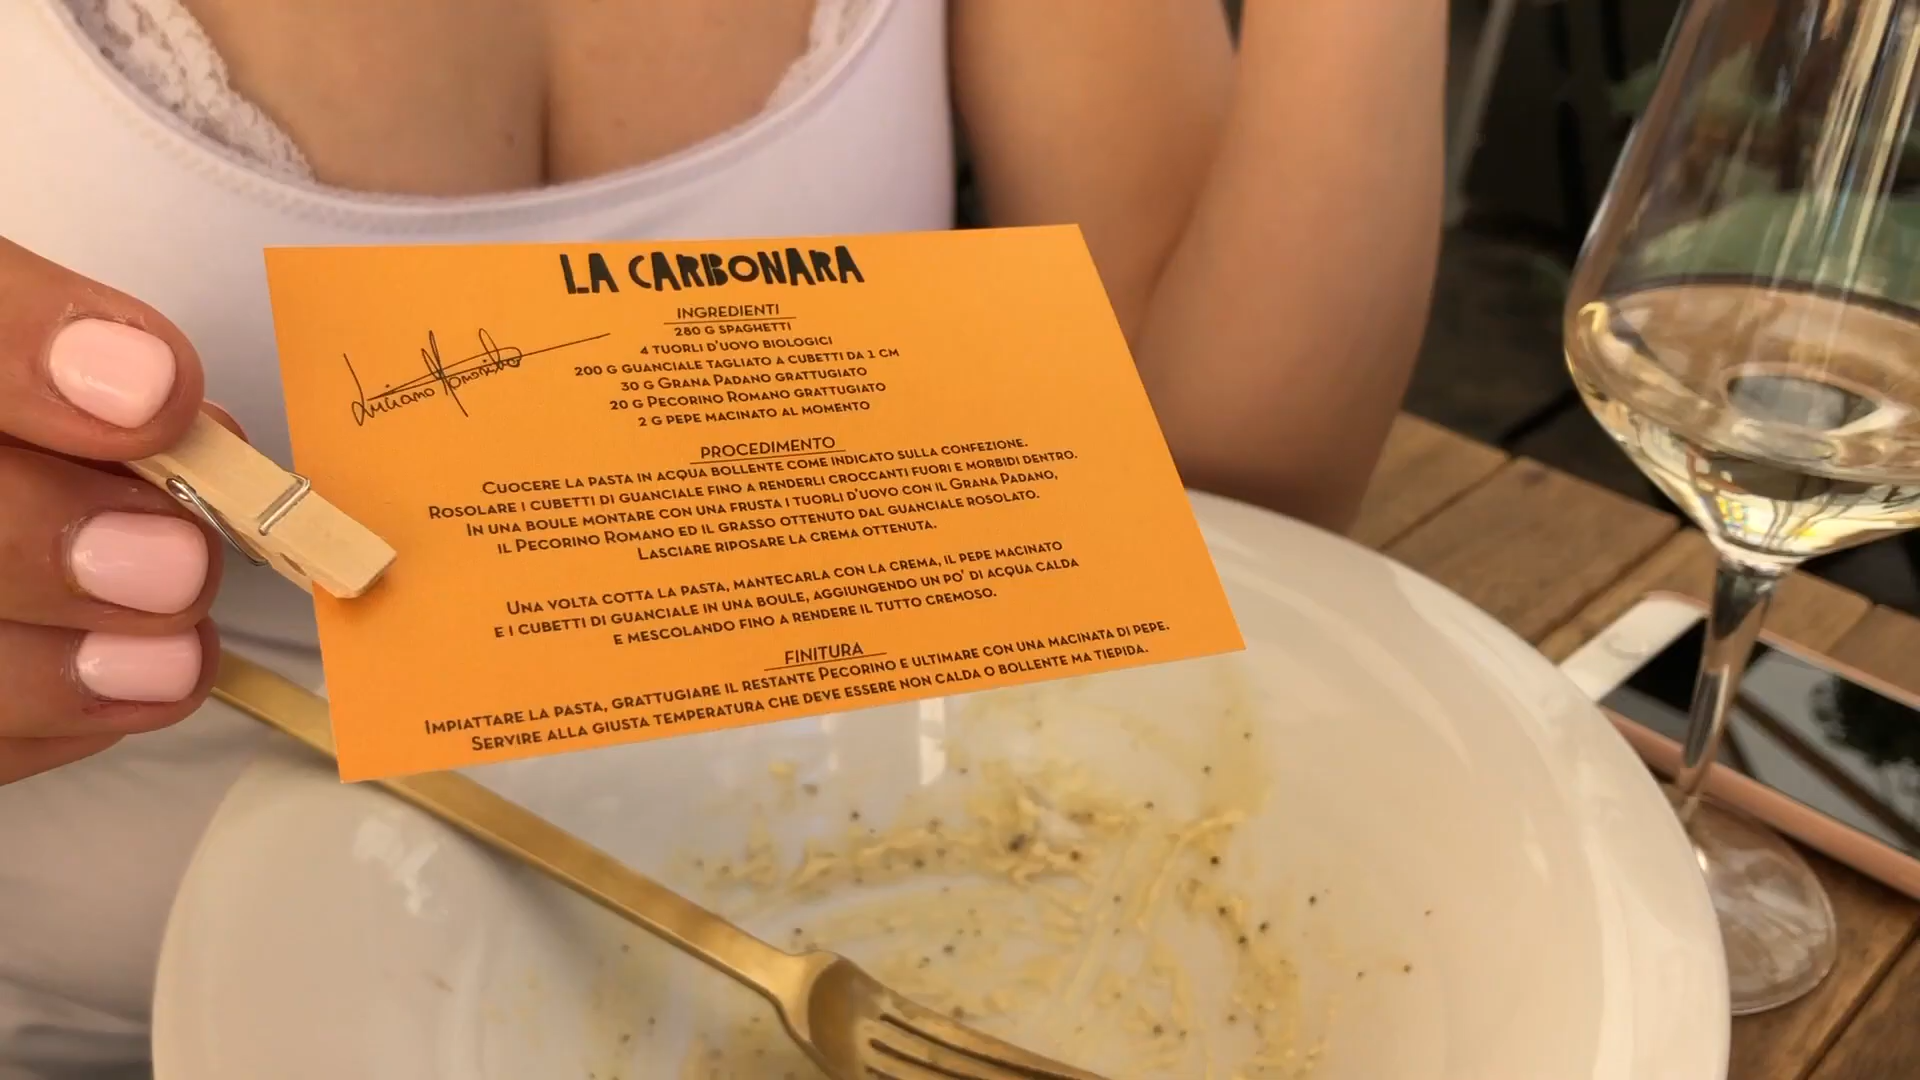 LA CARBONARA
INGREDIENTI
280 G SPAGHETTI
4 TUORLI D'UOVO BIOLOGICI
200 G GUANCIALE TAGLIATO A CUBETTI DA 1 CM
30 G GRANA PADANO GRATTUGIATO
20 G PECORINO ROMANO GRATTUGIATO
2 G PEPE MACINATO AL MOMENTO
Luciano Monosilio
PROCEDIMENTO
CUOCERE LA PASTA IN ACQUA BOLLENTE COME INDICATO SULLA CONFEZIONE.
ROSOLARE I CUBETTI DI GUANCIALE FINO A RENDERLI CROCCANTI FUORI E MORBIDI DENTRO.
IN UNA BOULE MONTARE CON UNA FRUSTA I TUORLI D'UOVO CON IL GRANA PADANO,
IL PECORINO ROMANO ED IL GRASSO OTTENUTO DAL GUANCIALE ROSOLATO.
LASCIARE RIPOSARE LA CREMA OTTENUTA.
UNA VOLTA COTTA LA PASTA, MANTECARLA CON LA CREMA, IL PEPE MACINATO
E I CUBETTI DI GUANCIALE IN UNA BOULE, AGGIUNGENDO UN PO' DI ACQUA CALDA
E MESCOLANDO FINO A RENDERE IL TUTTO CREMOSO.
FINITURA
IMPIATTARE LA PASTA, GRATTUGIARE IL RESTANTE PECORINO E ULTIMARE CON UNA MACINATA DI PEPE.
SERVIRE ALLA GIUSTA TEMPERATURA CHE DEVE ESSERE NON CALDA O BOLLENTE MA TIEPIDA.